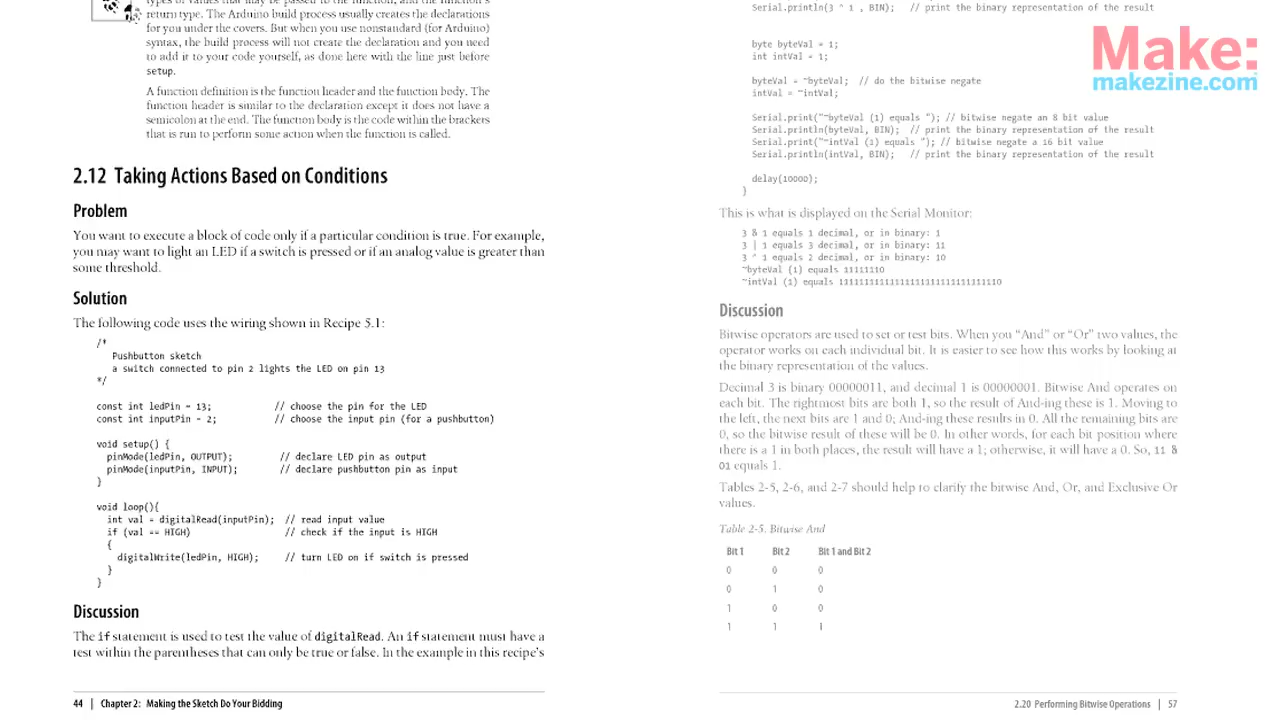 types of values that may be passed to the function, and the function's
return type. The Arduino build process usually creates the declarations
for you under the covers. But when you use nonstandard (for Arduino)
syntax, the build process will not create the declaration and you need
to add it to your code yourself, as done here with the line just before
setup.
A function definition is the function header and the function body. The
function header is similar to the declaration except it does not have a
semicolon at the end. The function body is the code within the brackets
that is run to perform some action when the function is called.
2.12 Taking Actions Based on Conditions
Problem
You want to execute a block of code only if a particular condition is true. For example,
you may want to light an LED if a switch is pressed or if an analog value is greater than
some threshold.
Solution
The following code uses the wiring shown in Recipe 5.1:
/*
Pushbutton sketch
a switch connected to pin 2 lights the LED on pin 13
*/
const int ledPin = 13; // choose the pin for the LED
const int inputPin = 2; // choose the input pin (for a pushbutton)
void setup() {
pinMode(ledPin, OUTPUT); // declare LED pin as output
pinMode(inputPin, INPUT); // declare pushbutton pin as input
}
void loop(){
int val = digitalRead(inputPin); // read input value
if (val == HIGH) // check if the input is HIGH
{
digitalWrite(ledPin, HIGH); // turn LED on if switch is pressed
}
}
Discussion
The if statement is used to test the value of digitalRead. An if statement must have a
test within the parentheses that can only be true or false. In the example in this recipe's
44 | Chapter 2: Making the Sketch Do Your Bidding
Serial.println(3 ^ 1 , BIN); // print the binary representation of the result
byte byteVal = 1;
int intVal = 1;
byteVal = ~byteVal; // do the bitwise negate
intVal = ~intVal;
Serial.print("~byteVal (1) equals "); // bitwise negate an 8 bit value
Serial.println(byteVal, BIN); // print the binary representation of the result
Serial.print("~intVal (1) equals "); // bitwise negate a 16 bit value
Serial.println(intVal, BIN); // print the binary representation of the result
delay(10000);
}
This is what is displayed on the Serial Monitor:
3 & 1 equals 1 decimal, or in binary: 1
3 | 1 equals 3 decimal, or in binary: 11
3 ^ 1 equals 2 decimal, or in binary: 10
~byteVal (1) equals 11111110
~intVal (1) equals 11111111111111111111111111111110
Discussion
Bitwise operators are used to set or test bits. When you "And" or "Or" two values, the
operator works on each individual bit. It is easier to see how this works by looking at
the binary representation of the values.
Decimal 3 is binary 00000011, and decimal 1 is 00000001. Bitwise And operates on
each bit. The rightmost bits are both 1, so the result of And-ing these is 1. Moving to
the left, the next bits are 1 and 0; And-ing these results in 0. All the remaining bits are
0, so the bitwise result of these will be 0. In other words, for each bit position where
there is a 1 in both places, the result will have a 1; otherwise, it will have a 0. So, 11 &
01 equals 1.
Tables 2-5, 2-6, and 2-7 should help to clarify the bitwise And, Or, and Exclusive Or
values.
Table 2-5. Bitwise And
Bit 1 Bit 2 Bit 1 and Bit 2
0 0 0
0 1 0
1 0 0
1 1 1
2.20 Performing Bitwise Operations | 57
Make:
makezine.com